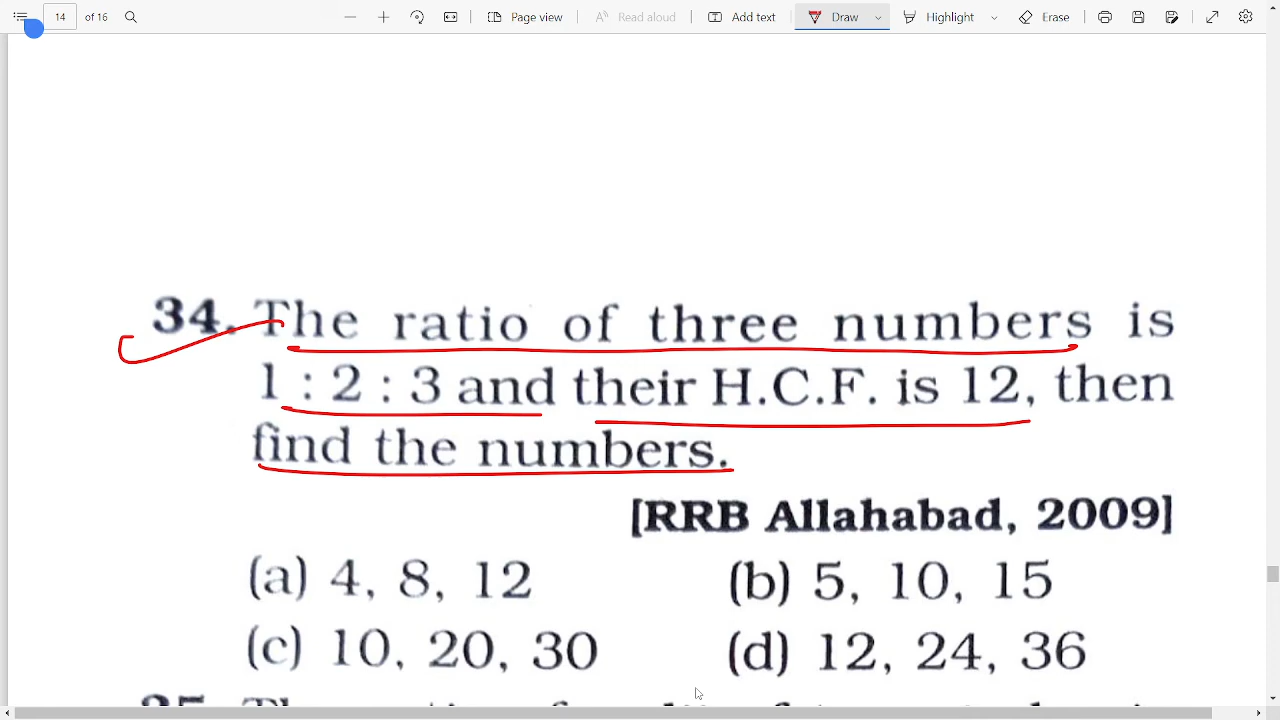 14 of 16 Page view Read aloud Add text Draw Highlight Erase
34. The ratio of three numbers is
1 : 2 : 3 and their H.C.F. is 12, then
find the numbers.
[RRB Allahabad, 2009]
(a) 4, 8, 12 (b) 5, 10, 15
(c) 10, 20, 30 (d) 12, 24, 36